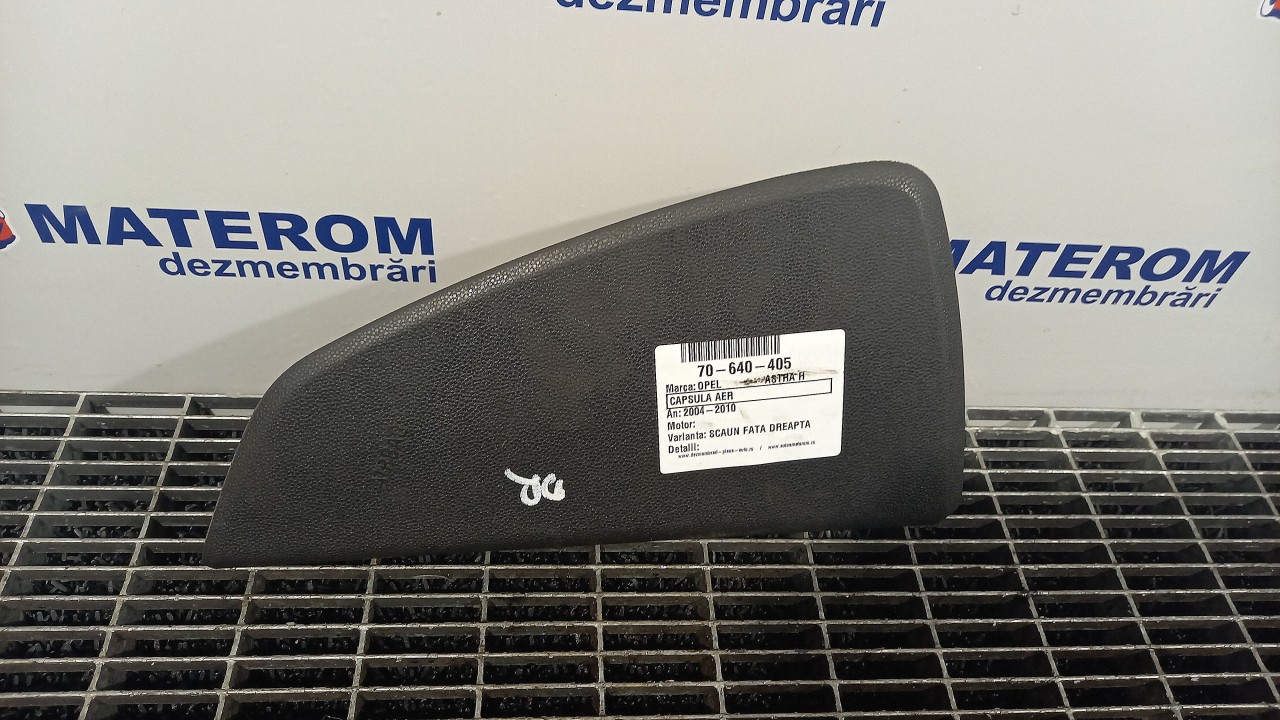 dezmembrări
MATEROM
dezmembrări
MATEROM
dezmembrări
70-640-405
Marca: OPEL ASTRA H
CAPSULA AER
An: 2004-2010
Motor:
Varianta: SCAUN FATA DREAPTA
Detalii: